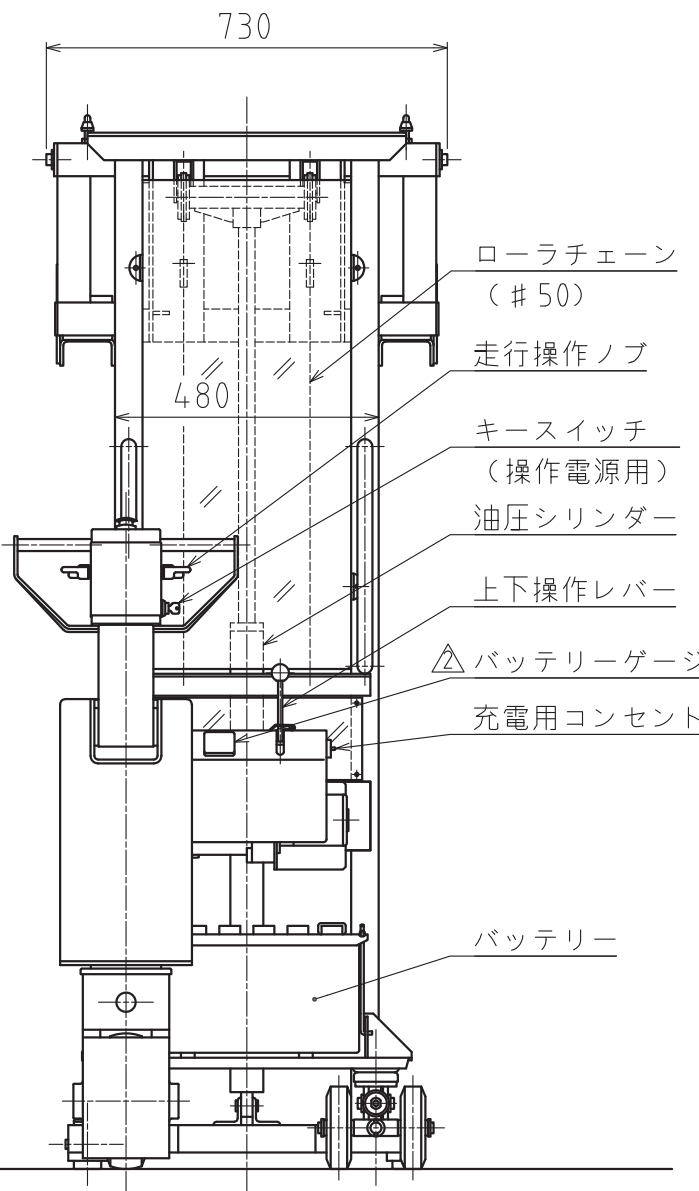 730
ローラチェーン
(#50)
480
走行操作ノブ
キースイッチ
(操作電源用)
油圧シリンダー
上下操作レバー
2 バッテリーゲージ
充電用コンセント
バッテリー